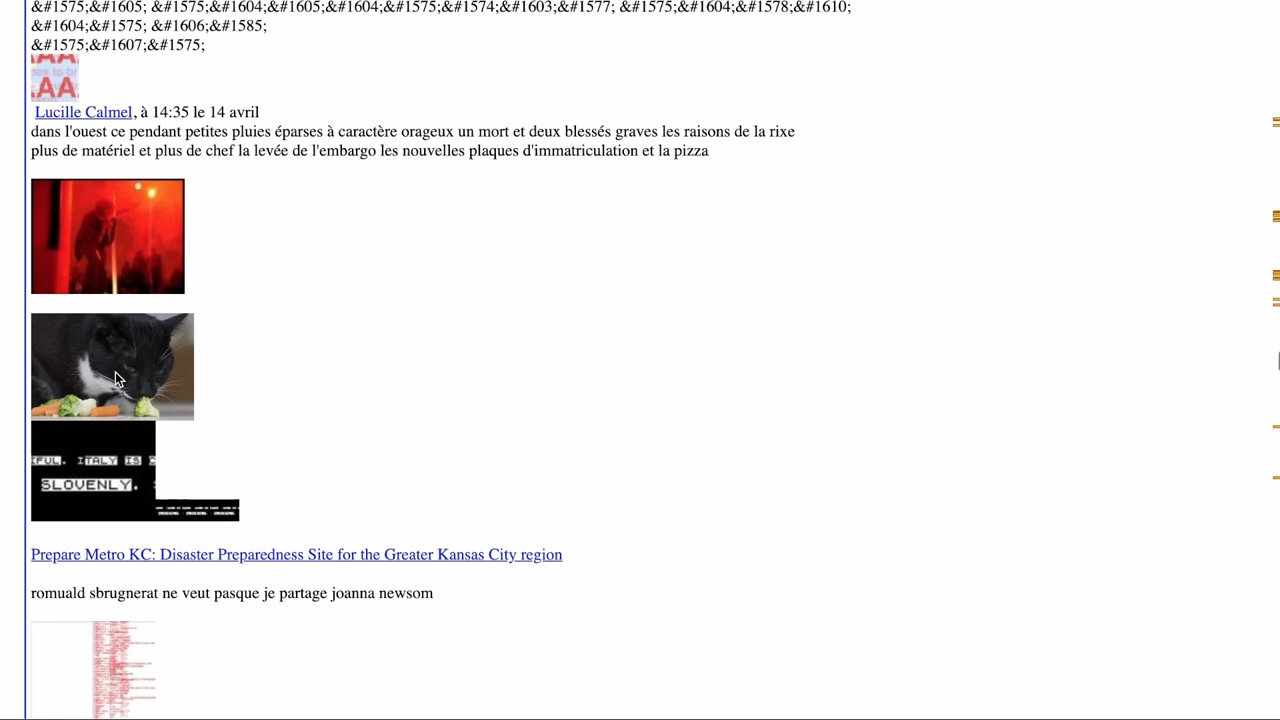 &#1575;&#1605; &#1575;&#1604;&#1605;&#1604;&#1575;&#1574;&#1603;&#1577; &#1575;&#1604;&#1578;&#1610;
&#1604;&#1575; &#1606;&#1585;
&#1575;&#1607;&#1575;
AA
Lucille Calmel, à 14:35 le 14 avril
dans l'ouest ce pendant petites pluies éparses à caractère orageux un mort et deux blessés graves les raisons de la rixe
plus de matériel et plus de chef la levée de l'embargo les nouvelles plaques d'immatriculation et la pizza
IFUL. ITALY IS
SLOVENLY.
Prepare Metro KC: Disaster Preparedness Site for the Greater Kansas City region
romuald sbrugnerat ne veut pasque je partage joanna newsom